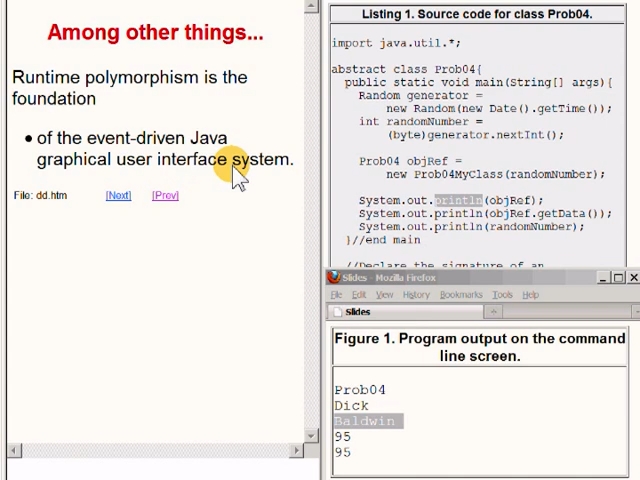 Among other things...
Runtime polymorphism is the
foundation
• of the event-driven Java
graphical user interface system.
File: dd.htm [Next] [Prev]
Listing 1. Source code for class Prob04.
import java.util.*;
abstract class Prob04{
public static void main(String[] args){
Random generator =
new Random(new Date().getTime());
int randomNumber =
(byte)generator.nextInt();
Prob04 objRef =
new Prob04MyClass(randomNumber);
System.out.println(objRef);
System.out.println(objRef.getData());
System.out.println(randomNumber);
}//end main
//Declare the signature of an
Slides - Mozilla Firefox
File Edit View History Bookmarks Tools Help
Slides
Figure 1. Program output on the command
line screen.
Prob04
Dick
Baldwin
95
95